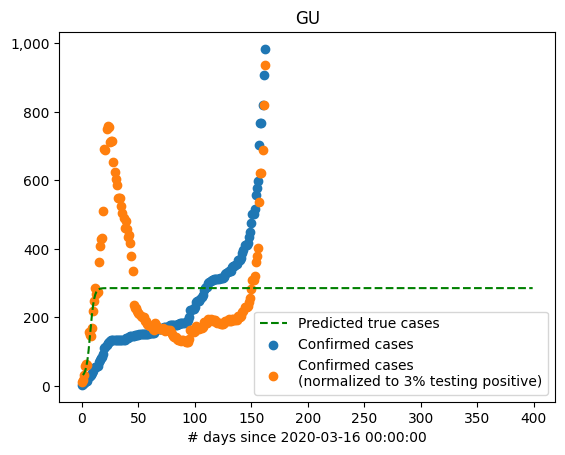 GU
1,000
800
600
400
200
0
Predicted true cases
Confirmed cases
Confirmed cases
(normalized to 3% testing positive)
0 50 100 150 200 250 300 350 400
# days since 2020-03-16 00:00:00